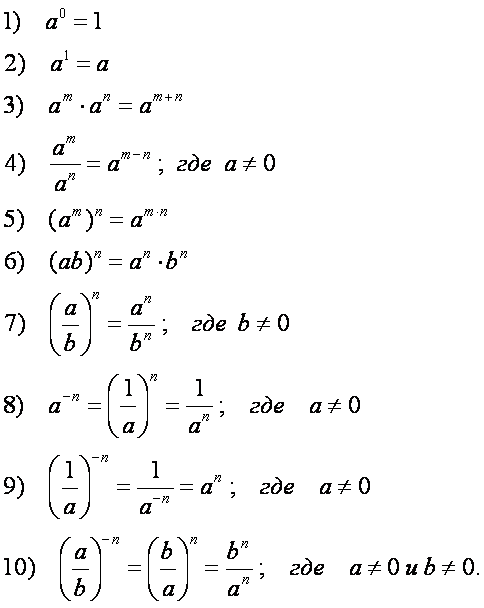 1) a⁰ = 1
2) a¹ = a
3) aᵐ · aⁿ = aᵐ⁺ⁿ
4) aᵐ/aⁿ = aᵐ⁻ⁿ ; где a ≠ 0
5) (aᵐ)ⁿ = aᵐ˙ⁿ
6) (ab)ⁿ = aⁿ · bⁿ
7) (a/b)ⁿ = aⁿ/bⁿ ; где b ≠ 0
8) a⁻ⁿ = (1/a)ⁿ = 1/aⁿ ; где a ≠ 0
9) (1/a)⁻ⁿ = 1/a⁻ⁿ = aⁿ ; где a ≠ 0
10) (a/b)⁻ⁿ = (b/a)ⁿ = bⁿ/aⁿ ; где a ≠ 0 и b ≠ 0.